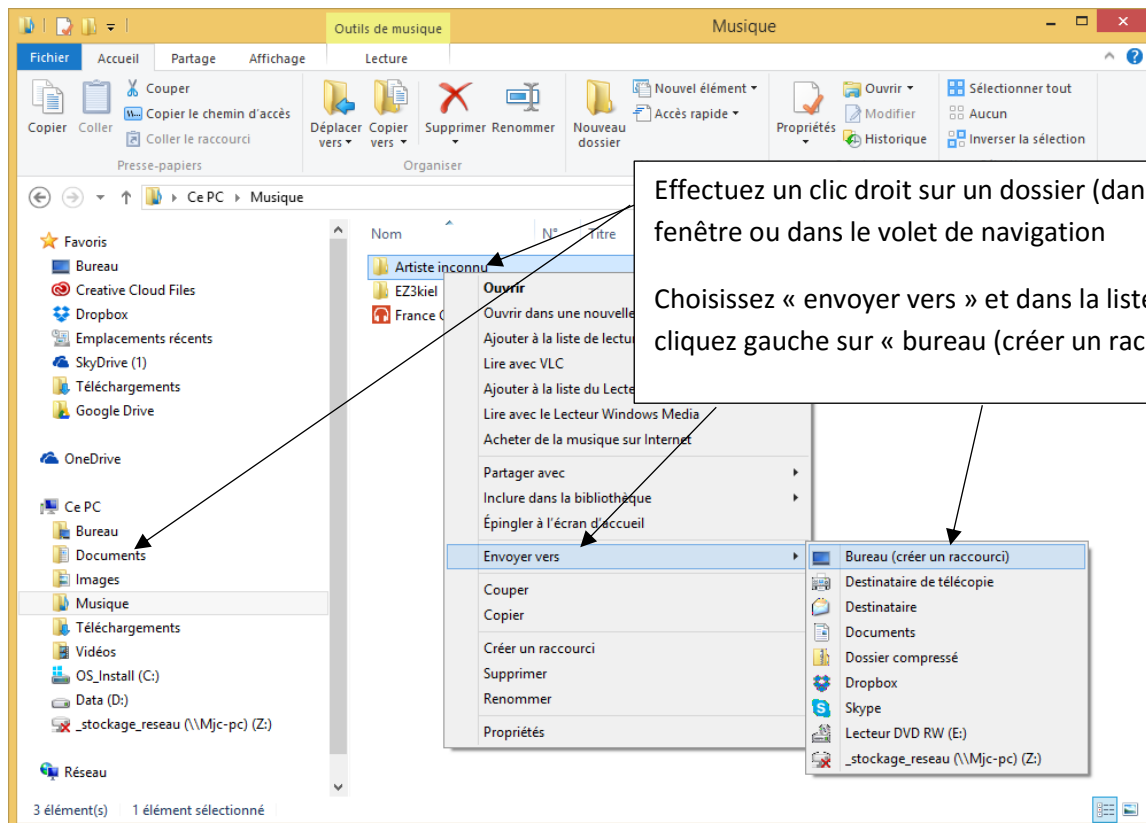 Outils de musique
Musique
Fichier
Accueil
Partage
Affichage
Lecture
Copier
Coller
Couper
Copier le chemin d'accès
Coller le raccourci
Presse-papiers
Déplacer vers
Copier vers
Supprimer
Renommer
Organiser
Nouveau dossier
Nouvel élément
Accès rapide
Propriétés
Ouvrir
Modifier
Historique
Sélectionner tout
Aucun
Inverser la sélection
Ce PC
Musique
Effectuez un clic droit sur un dossier (dan
fenêtre ou dans le volet de navigation
Choisissez « envoyer vers » et dans la liste
cliquez gauche sur « bureau (créer un rac
Favoris
Bureau
Creative Cloud Files
Dropbox
Emplacements récents
SkyDrive (1)
Téléchargements
Google Drive
OneDrive
Ce PC
Bureau
Documents
Images
Musique
Téléchargements
Vidéos
OS_Install (C:)
Data (D:)
_stockage_reseau (\\Mjc-pc) (Z:)
Réseau
Nom
N°
Titre
Artiste inconnu
EZ3kiel
France
Ouvrir
Ouvrir dans une nouvelle
Ajouter à la liste de lectu
Lire avec VLC
Ajouter à la liste du Lecte
Lire avec le Lecteur Windows Media
Acheter de la musique sur Internet
Partager avec
Inclure dans la bibliothèque
Épingler à l'écran d'accueil
Envoyer vers
Couper
Copier
Créer un raccourci
Supprimer
Renommer
Propriétés
Bureau (créer un raccourci)
Destinataire de télécopie
Destinataire
Documents
Dossier compressé
Dropbox
Skype
Lecteur DVD RW (E:)
_stockage_reseau (\\Mjc-pc) (Z:)
3 élément(s)
1 élément sélectionné